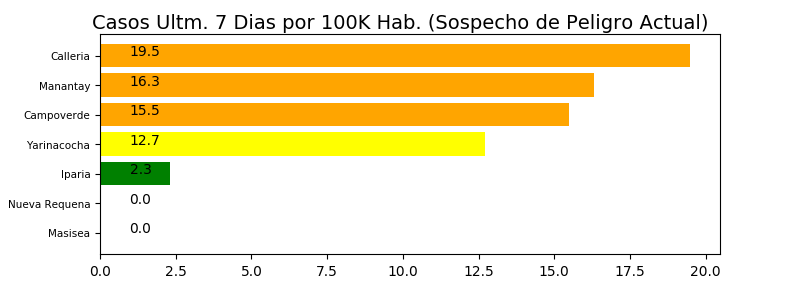 Casos Ultm. 7 Dias por 100K Hab. (Sospecho de Peligro Actual)
Calleria 19.5
Manantay 16.3
Campoverde 15.5
Yarinacocha 12.7
Iparia 2.3
Nueva Requena 0.0
Masisea 0.0
0.0 2.5 5.0 7.5 10.0 12.5 15.0 17.5 20.0